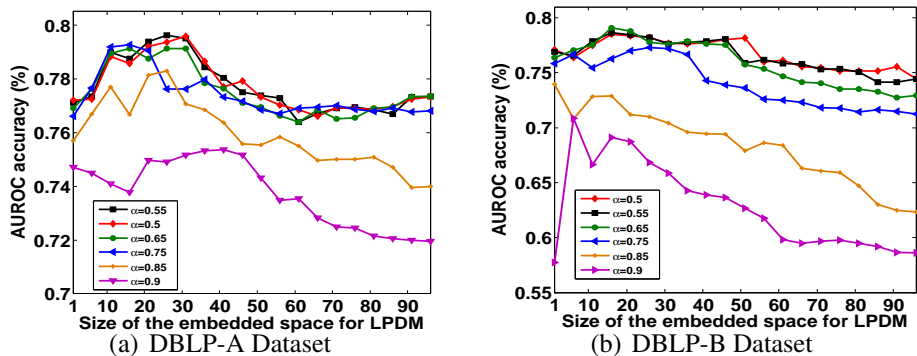 0.8
0.78
0.76
0.74
0.72
0.7
AUROC accuracy (%)
α=0.55
α=0.5
α=0.65
α=0.75
α=0.85
α=0.9
1 10 20 30 40 50 60 70 80 90
Size of the embedded space for LPDM
(a) DBLP-A Dataset
0.8
0.75
0.7
0.65
0.6
0.55
AUROC accuracy (%)
α=0.5
α=0.55
α=0.65
α=0.75
α=0.85
α=0.9
1 10 20 30 40 50 60 70 80 90
Size of the embedded space for LPDM
(b) DBLP-B Dataset